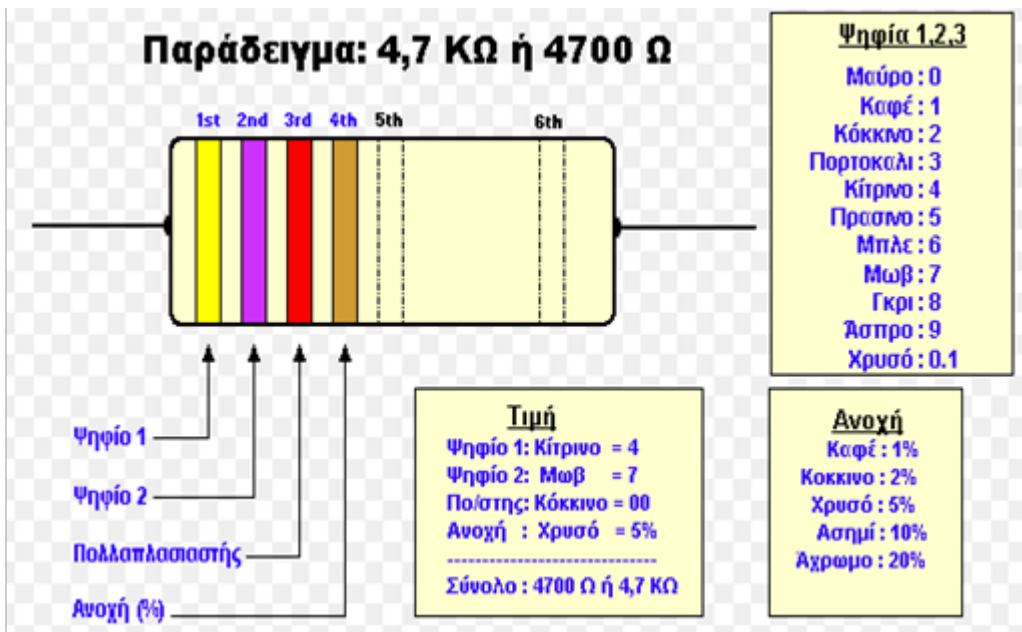 Παράδειγμα: 4,7 ΚΩ ή 4700 Ω
1st 2nd 3rd 4th 5th 6th
Ψηφίο 1
Ψηφίο 2
Πολλαπλασιαστής
Ανοχή (%)
Τιμή
Ψηφίο 1: Κίτρινο = 4
Ψηφίο 2: Μωβ = 7
Πο/στης: Κόκκινο = 00
Ανοχή : Χρυσό = 5%
-----------------------------
Σύνολο : 4700 Ω ή 4,7 ΚΩ
Ψηφία 1,2,3
Μαύρο : 0
Καφέ : 1
Κόκκινο : 2
Πορτοκαλι : 3
Κίτρινο : 4
Πρασινο : 5
Μπλε : 6
Μωβ : 7
Γκρι : 8
Άσπρο : 9
Χρυσό : 0.1
Ανοχή
Καφέ : 1%
Κοκκινο : 2%
Χρυσό : 5%
Ασημί : 10%
Άχρωμο : 20%